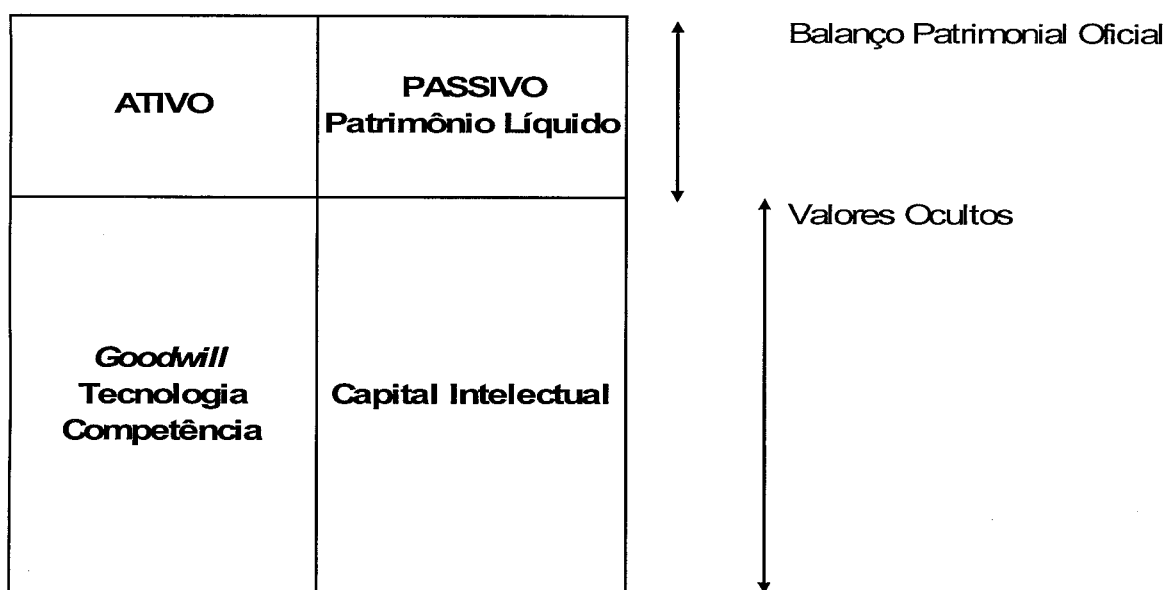 Balanço Patrimonial Oficial
ATIVO
PASSIVO
Patrimônio Líquido
Valores Ocultos
Goodwill
Tecnologia
Competência
Capital Intelectual